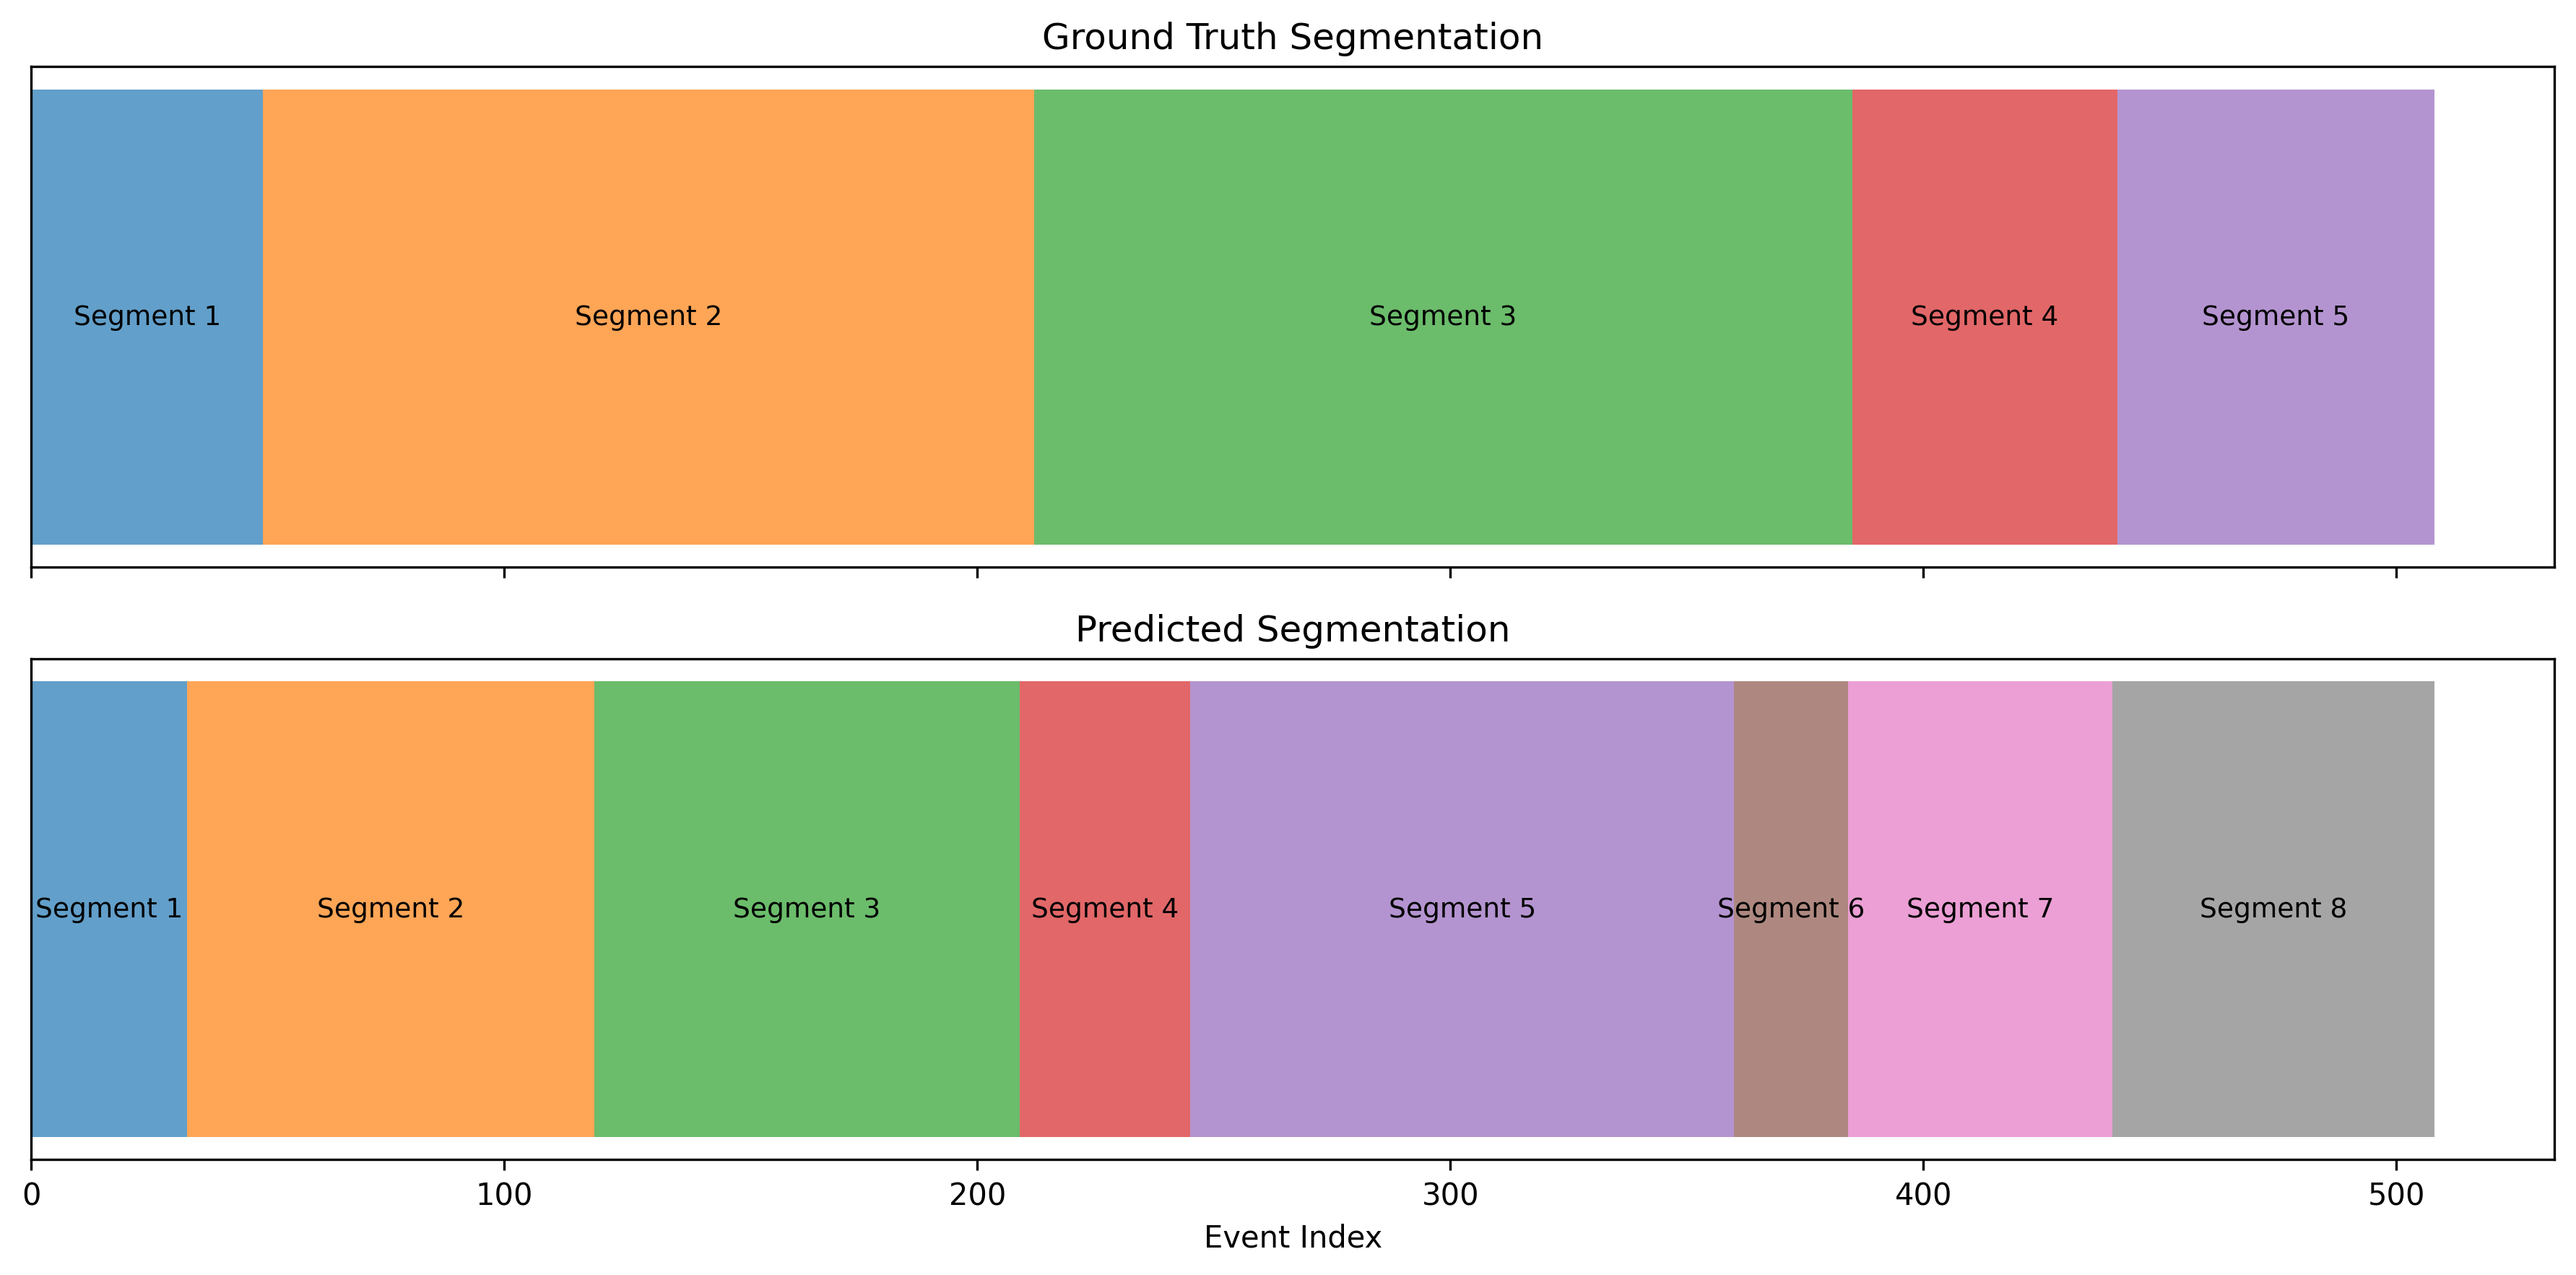 Ground Truth Segmentation
Segment 1 Segment 2 Segment 3 Segment 4 Segment 5
Predicted Segmentation
Segment 1 Segment 2 Segment 3 Segment 4 Segment 5 Segment 6 Segment 7 Segment 8
0 100 200 300 400 500
Event Index